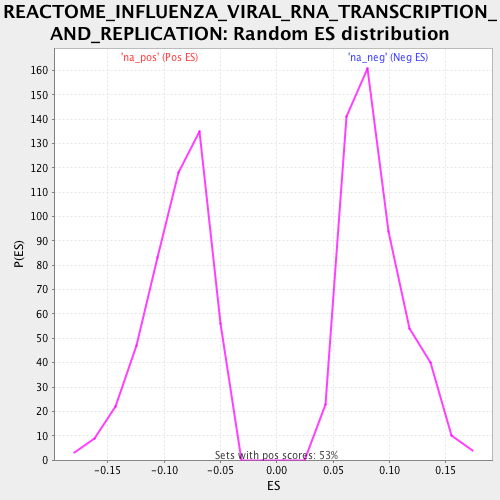 REACTOME_INFLUENZA_VIRAL_RNA_TRANSCRIPTION_
AND_REPLICATION: Random ES distribution
'na_pos' (Pos ES) 'na_neg' (Neg ES)
160
150
140
130
120
110
100
90
80
70
60
50
40
30
20
10
0
P(ES)
Sets with pos scores: 53%
-0.15 -0.10 -0.05 0.00 0.05 0.10 0.15
ES